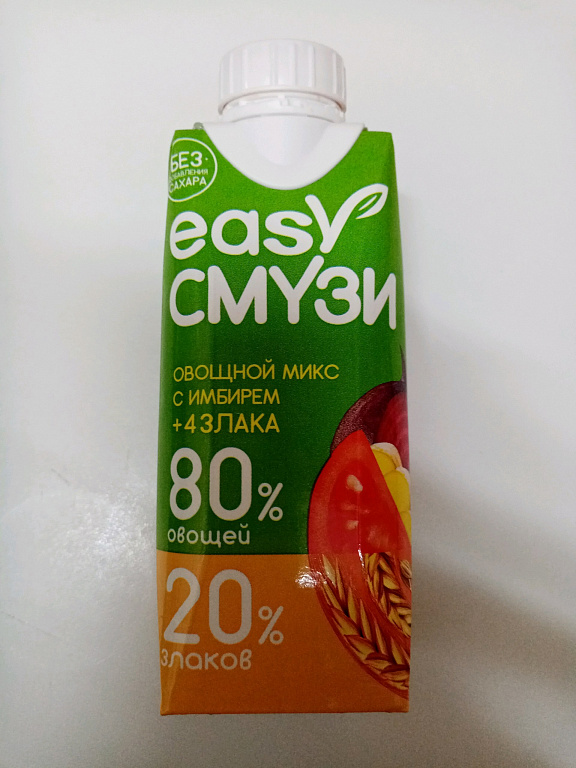 БЕЗ
ДОБАВЛЕНИЯ
САХАРА
easy
СМУЗИ
ОВОЩНОЙ МИКС
С ИМБИРЕМ
+4 ЗЛАКА
80%
овощей
20%
злаков